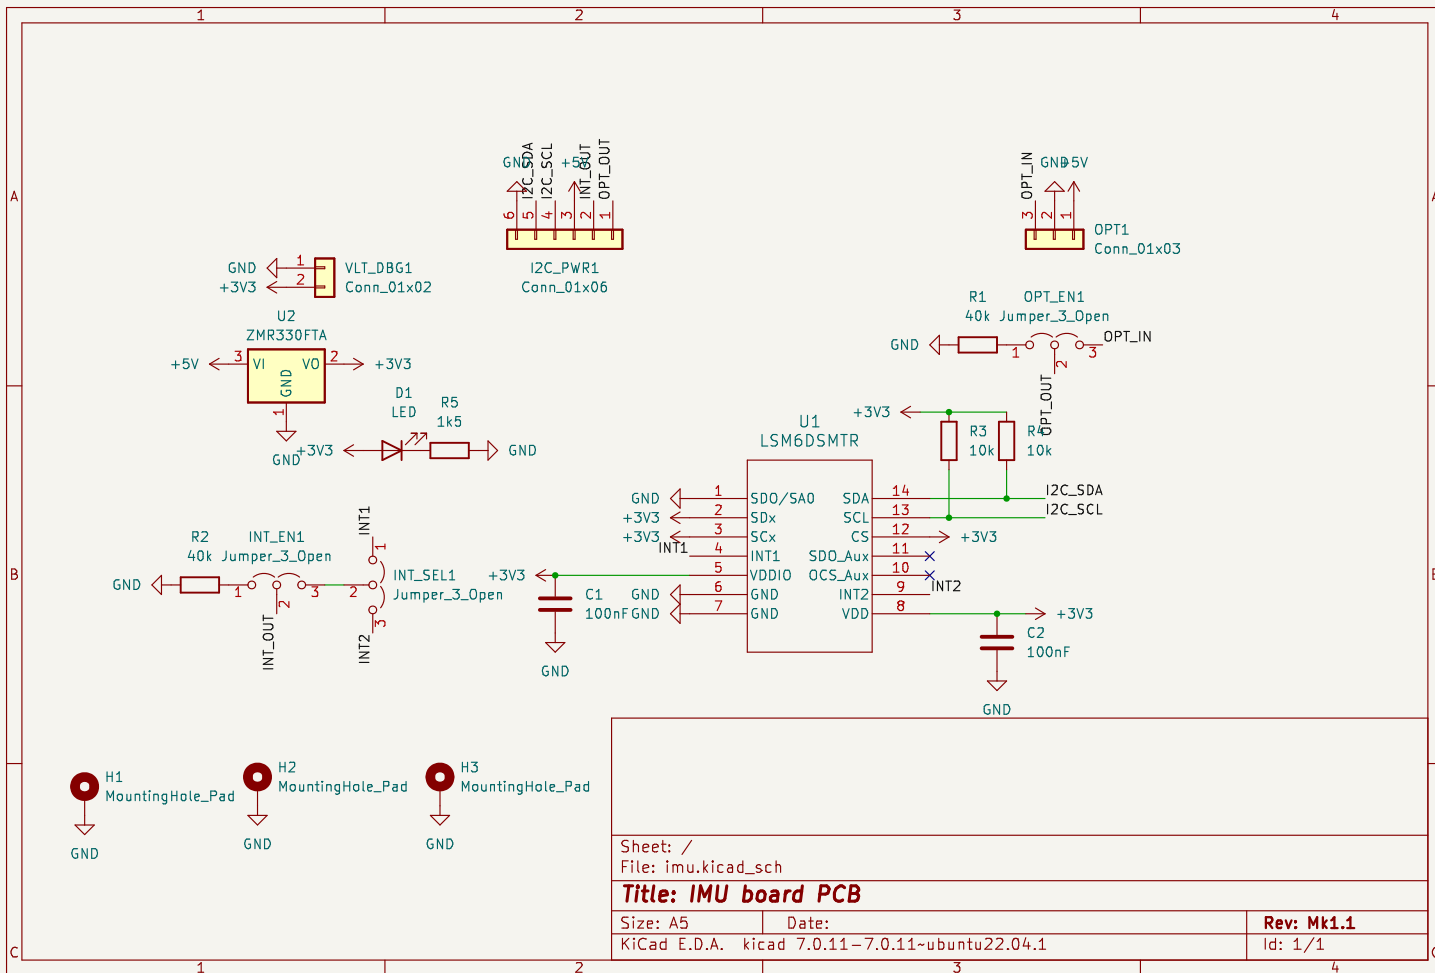 1 2 3 4
A
GND I2C_SDA I2C_SCL +5V INT_OUT OPT_OUT
6 5 4 3 2 1
I2C_PWR1
Conn_01x06
OPT_IN GND +5V
3 2 1
OPT1
Conn_01x03
GND 1 VLT_DBG1
+3V3 2 Conn_01x02
U2
ZMR330FTA
+5V 3 VI VO 2 +3V3
GND
1
GND
R1 OPT_EN1
40k Jumper_3_Open
GND 1 2 3 OPT_IN
OPT_OUT
D1
LED
R5
1k5
+3V3 GND
U1
LSM6DSMTR
+3V3
R3
10k
R4
10k
GND 1 SDO/SA0 SDA 14 I2C_SDA
+3V3 2 SDx SCL 13 I2C_SCL
+3V3 3 SCx CS 12 +3V3
INT1 4 INT1 SDO_Aux 11
+3V3 5 VDDIO OCS_Aux 10
GND 6 GND INT2 9 INT2
GND 7 GND VDD 8 +3V3
C1
100nF
GND
C2
100nF
GND
B
R2 INT_EN1
40k Jumper_3_Open
GND 1 2 3
INT_OUT
INT1
1
2
3
INT2
INT_SEL1
Jumper_3_Open
H1
MountingHole_Pad
GND
H2
MountingHole_Pad
GND
H3
MountingHole_Pad
GND
Sheet: /
File: imu.kicad_sch
Title: IMU board PCB
Size: A5 Date: Rev: Mk1.1
KiCad E.D.A. kicad 7.0.11-7.0.11~ubuntu22.04.1 Id: 1/1
C
1 2 3 4